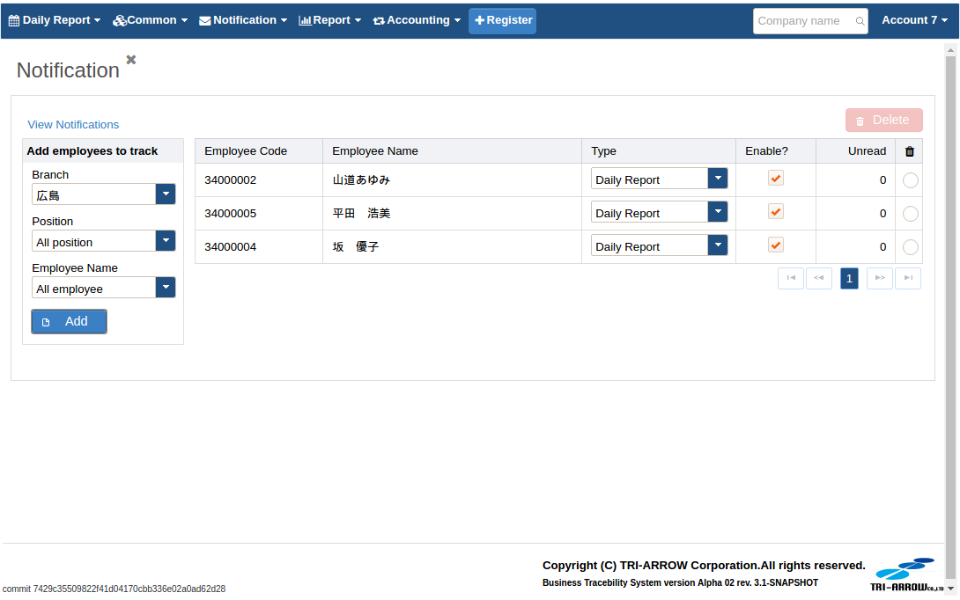 Daily Report Common Notification Report Accounting Register Company name Account 7
Notification
View Notifications
Delete
Add employees to track
Branch
広島
Position
All position
Employee Name
All employee
Add
Employee Code Employee Name Type Enable? Unread
34000002 山道あゆみ Daily Report 0
34000005 平田　浩美 Daily Report 0
34000004 坂　優子 Daily Report 0
1
Copyright (C) TRI-ARROW Corporation.All rights reserved.
Business Tracebility System version Alpha 02 rev. 3.1-SNAPSHOT
TRI-ARROW
commit 7429c35509822f41d04170cbb336e02a0ad62d28